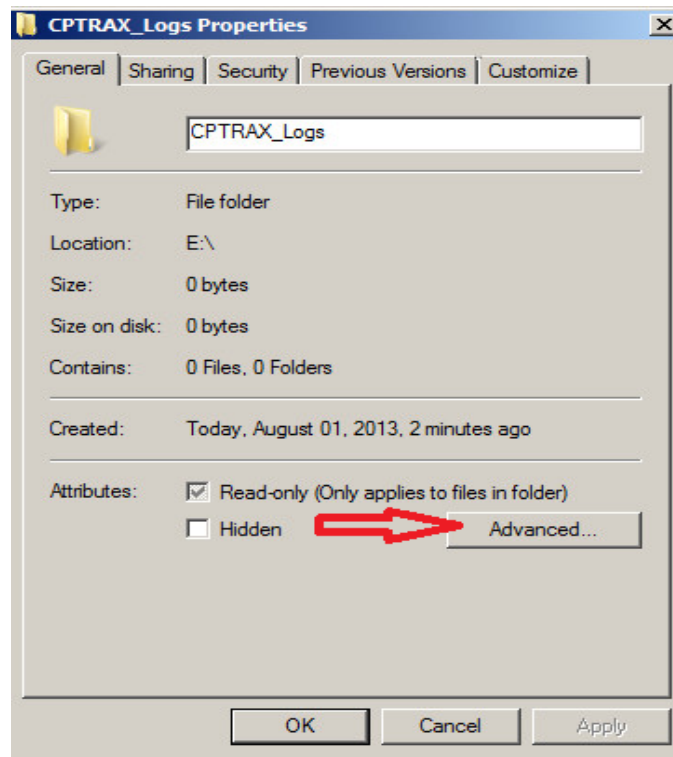 CPTRAX_Logs Properties
General Sharing Security Previous Versions Customize
CPTRAX_Logs
Type: File folder
Location: E:\
Size: 0 bytes
Size on disk: 0 bytes
Contains: 0 Files, 0 Folders
Created: Today, August 01, 2013, 2 minutes ago
Attributes: Read-only (Only applies to files in folder)
Hidden Advanced...
OK Cancel Apply